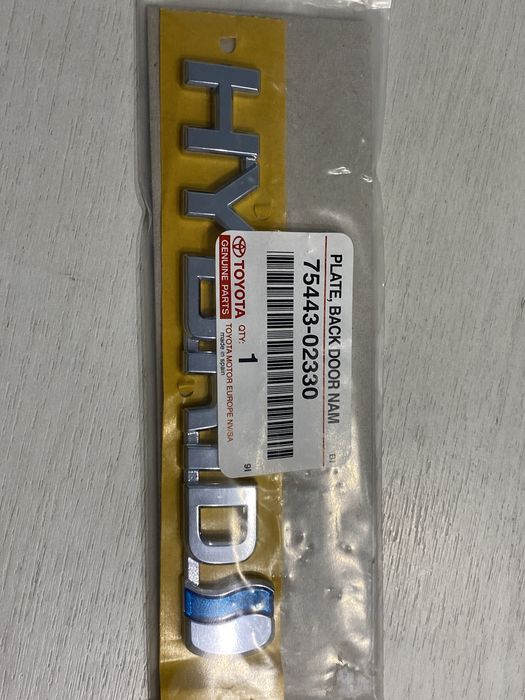 PLATE, BACK DOOR NAM
75443-02330
TOYOTA
GENUINE PARTS
QTY:
1
TOYOTA MOTOR EUROPE NV/SA
made in spain
9I
HYBRID